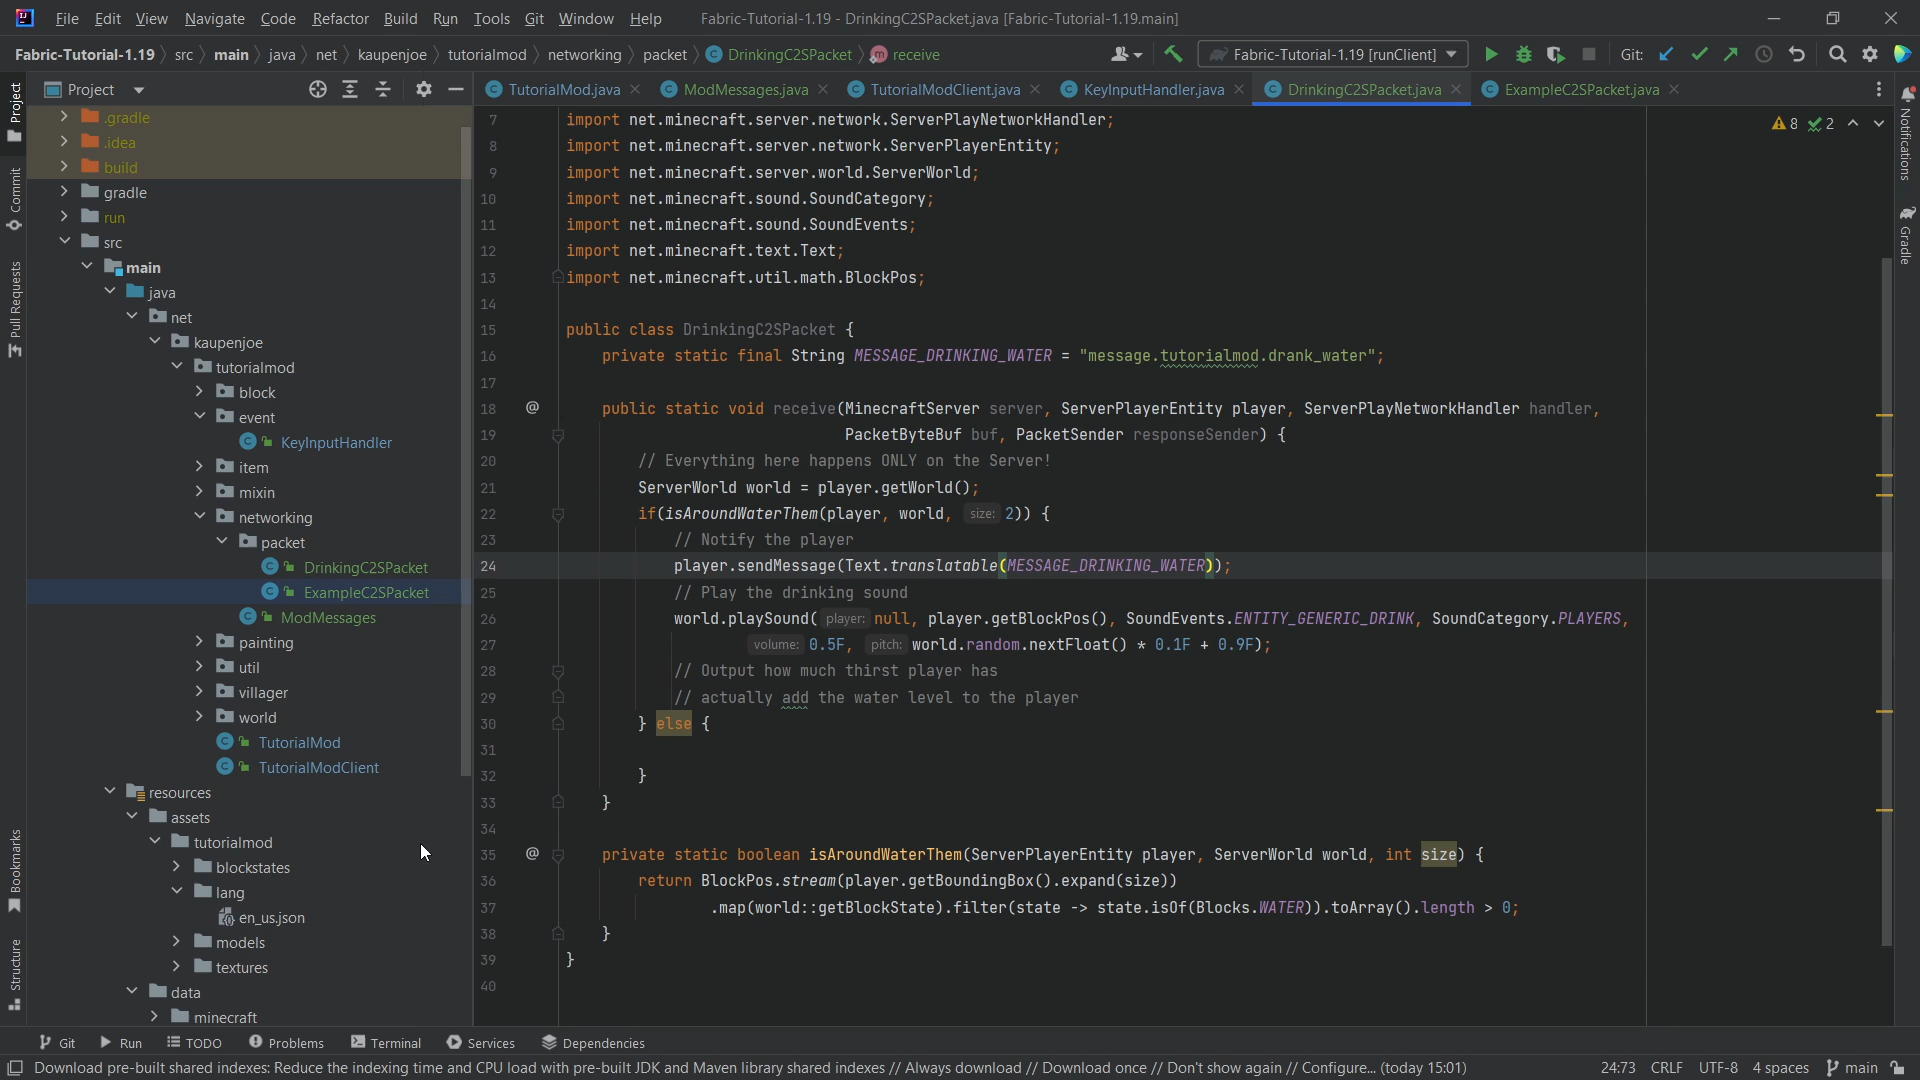 File Edit View Navigate Code Refactor Build Run Tools Git Window Help Fabric-Tutorial-1.19 - DrinkingC2SPacket.java [Fabric-Tutorial-1.19.main]
Fabric-Tutorial-1.19 src main java net kaupenjoe tutorialmod networking packet DrinkingC2SPacket receive Fabric-Tutorial-1.19 [runClient] Git:
Project
TutorialMod.java ModMessages.java TutorialModClient.java KeyInputHandler.java DrinkingC2SPacket.java ExampleC2SPacket.java
Project
Commit
Pull Requests
Bookmarks
Structure
.gradle
.idea
build
gradle
run
src
main
java
net
kaupenjoe
tutorialmod
block
event
KeyInputHandler
item
mixin
networking
packet
DrinkingC2SPacket
ExampleC2SPacket
ModMessages
painting
util
villager
world
TutorialMod
TutorialModClient
resources
assets
tutorialmod
blockstates
lang
en_us.json
models
textures
data
minecraft
7 import net.minecraft.server.network.ServerPlayNetworkHandler;
8 import net.minecraft.server.network.ServerPlayerEntity;
9 import net.minecraft.server.world.ServerWorld;
10 import net.minecraft.sound.SoundCategory;
11 import net.minecraft.sound.SoundEvents;
12 import net.minecraft.text.Text;
13 import net.minecraft.util.math.BlockPos;
14
15 public class DrinkingC2SPacket {
16 private static final String MESSAGE_DRINKING_WATER = "message.tutorialmod.drank_water";
17
18 @ public static void receive(MinecraftServer server, ServerPlayerEntity player, ServerPlayNetworkHandler handler,
19 PacketByteBuf buf, PacketSender responseSender) {
20 // Everything here happens ONLY on the Server!
21 ServerWorld world = player.getWorld();
22 if(isAroundWaterThem(player, world, size: 2)) {
23 // Notify the player
24 player.sendMessage(Text.translatable(MESSAGE_DRINKING_WATER));
25 // Play the drinking sound
26 world.playSound( player: null, player.getBlockPos(), SoundEvents.ENTITY_GENERIC_DRINK, SoundCategory.PLAYERS,
27 volume: 0.5F, pitch: world.random.nextFloat() * 0.1F + 0.9F);
28 // Output how much thirst player has
29 // actually add the water level to the player
30 } else {
31
32 }
33 }
34
35 @ private static boolean isAroundWaterThem(ServerPlayerEntity player, ServerWorld world, int size) {
36 return BlockPos.stream(player.getBoundingBox().expand(size))
37 .map(world::getBlockState).filter(state -> state.isOf(Blocks.WATER)).toArray().length > 0;
38 }
39 }
40
8 2
Notifications
Gradle
Git Run TODO Problems Terminal Services Dependencies
Download pre-built shared indexes: Reduce the indexing time and CPU load with pre-built JDK and Maven library shared indexes // Always download // Download once // Don't show again // Configure... (today 15:01) 24:73 CRLF UTF-8 4 spaces main